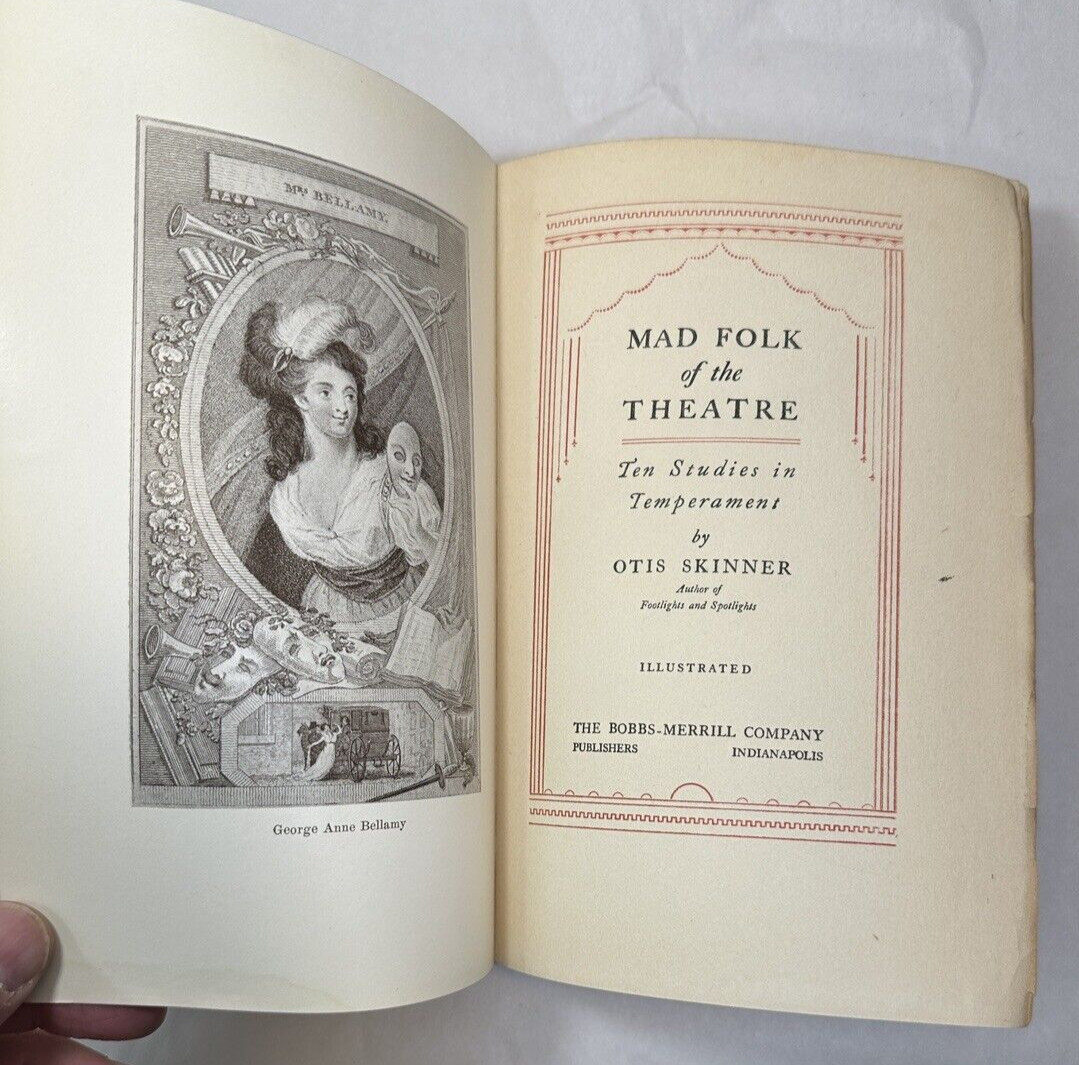 Mrs BELLAMY.
George Anne Bellamy
MAD FOLK
of the
THEATRE
Ten Studies in
Temperament
by
OTIS SKINNER
Author of
Footlights and Spotlights
ILLUSTRATED
THE BOBBS-MERRILL COMPANY
PUBLISHERS INDIANAPOLIS